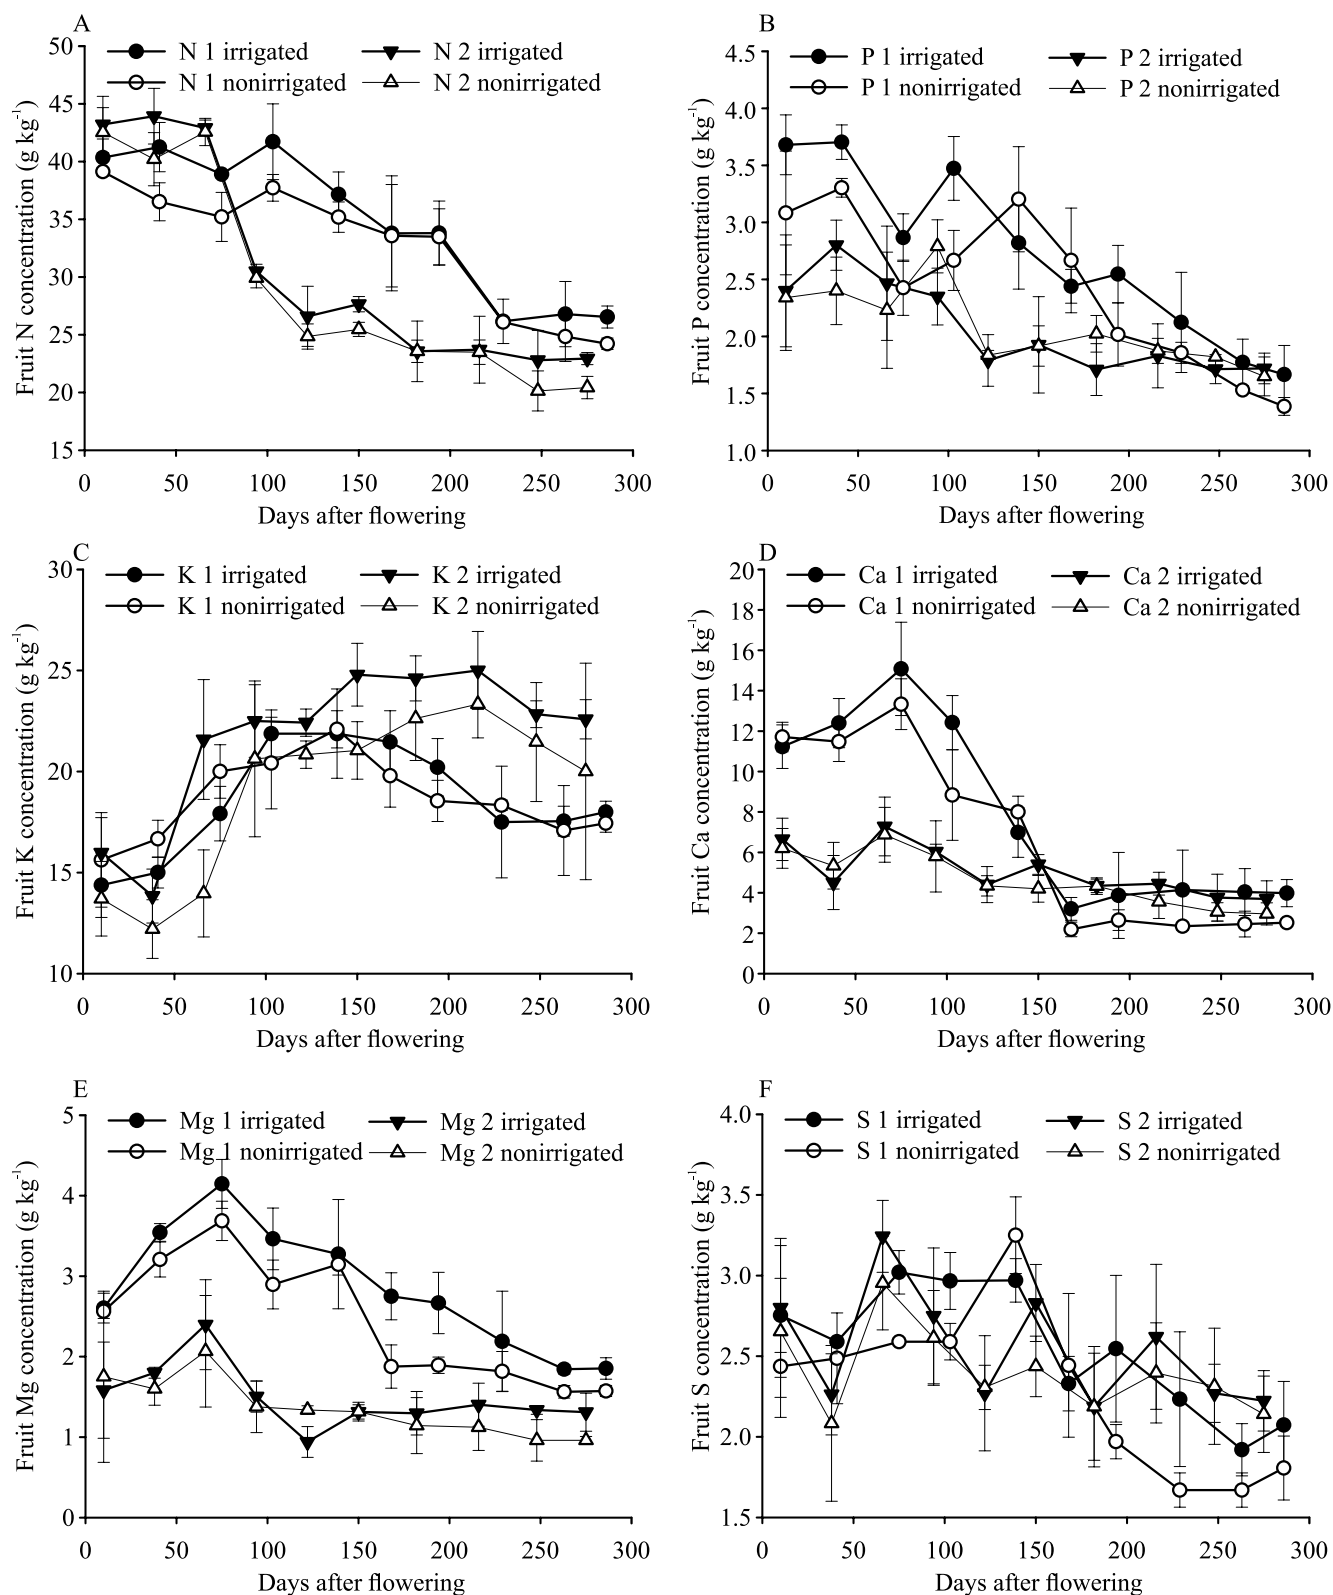 A
B
50
N 1 irrigated
N 2 irrigated
N 1 nonirrigated
N 2 nonirrigated
45
40
35
30
25
20
15
Fruit N concentration (g kg-1)
0 50 100 150 200 250 300
Days after flowering
4.5
P 1 irrigated
P 2 irrigated
P 1 nonirrigated
P 2 nonirrigated
4.0
3.5
3.0
2.5
2.0
1.5
1.0
Fruit P concentration (g kg-1)
0 50 100 150 200 250 300
Days after flowering
C
D
30
K 1 irrigated
K 2 irrigated
K 1 nonirrigated
K 2 nonirrigated
25
20
15
10
Fruit K concentration (g kg-1)
0 50 100 150 200 250 300
Days after flowering
20
Ca 1 irrigated
Ca 2 irrigated
Ca 1 nonirrigated
Ca 2 nonirrigated
18
16
14
12
10
8
6
4
2
0
Fruit Ca concentration (g kg-1)
0 50 100 150 200 250 300
Days after flowering
E
F
5
Mg 1 irrigated
Mg 2 irrigated
Mg 1 nonirrigated
Mg 2 nonirrigated
4
3
2
1
0
Fruit Mg concentration (g kg-1)
0 50 100 150 200 250 300
Days after flowering
4.0
S 1 irrigated
S 2 irrigated
S 1 nonirrigated
S 2 nonirrigated
3.5
3.0
2.5
2.0
1.5
Fruit S concentration (g kg-1)
0 50 100 150 200 250 300
Days after flowering